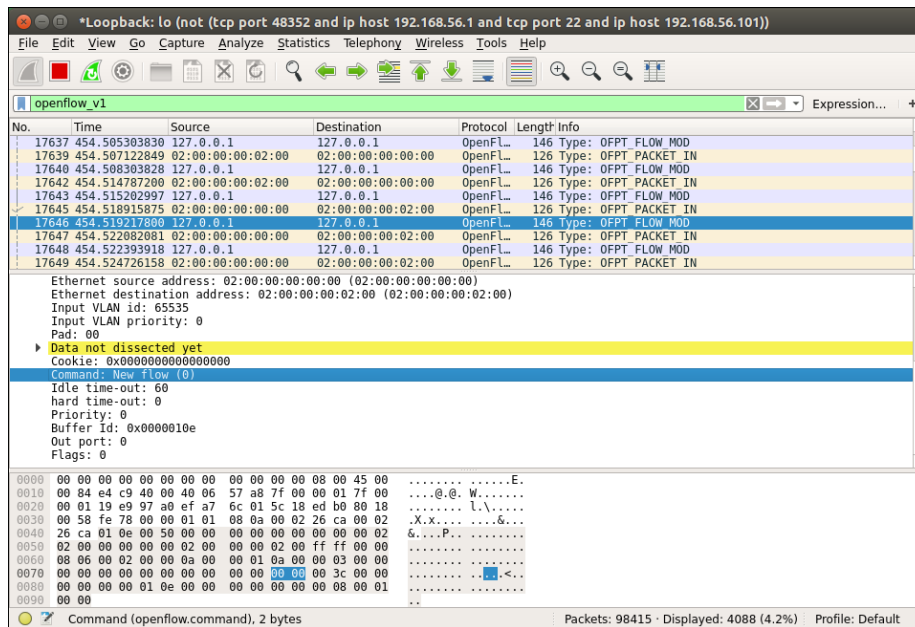 *Loopback: lo (not (tcp port 48352 and ip host 192.168.56.1 and tcp port 22 and ip host 192.168.56.101))
File Edit View Go Capture Analyze Statistics Telephony Wireless Tools Help
openflow_v1 Expression... +
No. Time Source Destination Protocol Length Info
17637 454.505303830 127.0.0.1 127.0.0.1 OpenFl… 146 Type: OFPT_FLOW_MOD
17639 454.507122849 02:00:00:00:02:00 02:00:00:00:00:00 OpenFl… 126 Type: OFPT_PACKET_IN
17640 454.508303828 127.0.0.1 127.0.0.1 OpenFl… 146 Type: OFPT_FLOW_MOD
17642 454.514787200 02:00:00:00:02:00 02:00:00:00:00:00 OpenFl… 126 Type: OFPT_PACKET_IN
17643 454.515202997 127.0.0.1 127.0.0.1 OpenFl… 146 Type: OFPT_FLOW_MOD
17645 454.518915875 02:00:00:00:00:00 02:00:00:00:02:00 OpenFl… 126 Type: OFPT_PACKET_IN
17646 454.519217800 127.0.0.1 127.0.0.1 OpenFl… 146 Type: OFPT_FLOW_MOD
17647 454.522082081 02:00:00:00:00:00 02:00:00:00:02:00 OpenFl… 126 Type: OFPT_PACKET_IN
17648 454.522393918 127.0.0.1 127.0.0.1 OpenFl… 146 Type: OFPT_FLOW_MOD
17649 454.524726158 02:00:00:00:00:00 02:00:00:00:02:00 OpenFl… 126 Type: OFPT_PACKET_IN
Ethernet source address: 02:00:00:00:00:00 (02:00:00:00:00:00)
Ethernet destination address: 02:00:00:00:02:00 (02:00:00:00:02:00)
Input VLAN id: 65535
Input VLAN priority: 0
Pad: 00
Data not dissected yet
Cookie: 0x0000000000000000
Command: New flow (0)
Idle time-out: 60
hard time-out: 0
Priority: 0
Buffer Id: 0x0000010e
Out port: 0
Flags: 0
0000 00 00 00 00 00 00 00 00 00 00 00 00 08 00 45 00 ........ ......E.
0010 00 84 e4 c9 40 00 40 06 57 a8 7f 00 00 01 7f 00 ....@.@. W.......
0020 00 01 19 e9 97 a0 ef a7 6c 01 5c 18 ed b0 80 18 ........ l.\.....
0030 00 58 fe 78 00 00 01 01 08 0a 00 02 26 ca 00 02 .X.x.... ....&...
0040 26 ca 01 0e 00 50 00 00 00 00 00 00 00 00 00 02 &....P.. ........
0050 02 00 00 00 00 00 02 00 00 00 02 00 ff ff 00 00 ........ ........
0060 08 06 00 02 00 00 0a 00 00 01 0a 00 00 03 00 00 ........ ........
0070 00 00 00 00 00 00 00 00 00 00 00 00 00 3c 00 00 ........ .....<..
0080 00 00 00 00 01 0e 00 00 00 00 00 00 00 08 00 01 ........ ........
0090 00 00 ..
Command (openflow.command), 2 bytes Packets: 98415 · Displayed: 4088 (4.2%) Profile: Default